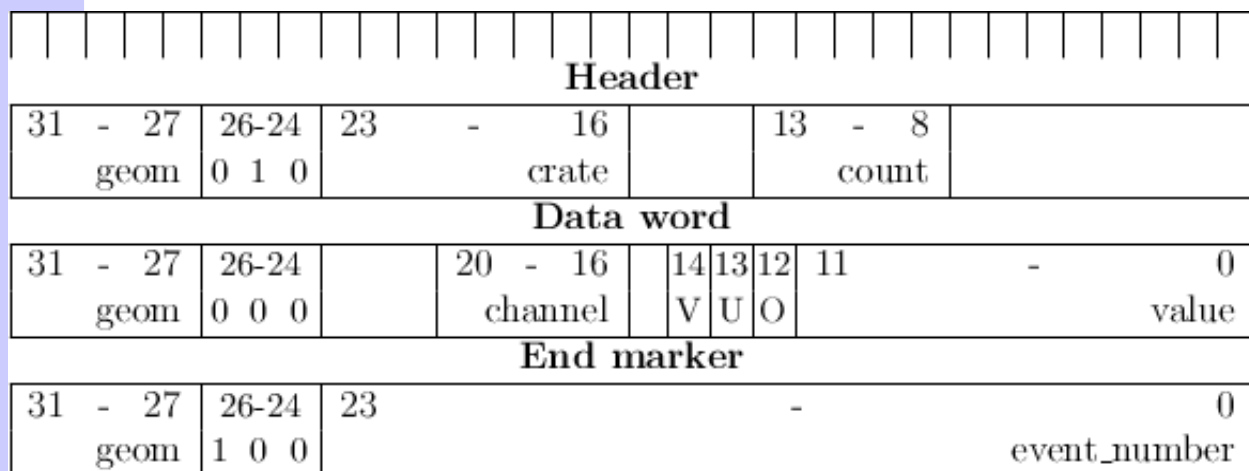 Header
31 - 27 26-24 23 - 16 13 - 8
geom 0 1 0 crate count
Data word
31 - 27 26-24 20 - 16 14 13 12 11 - 0
geom 0 0 0 channel V U O value
End marker
31 - 27 26-24 23 - 0
geom 1 0 0 event_number